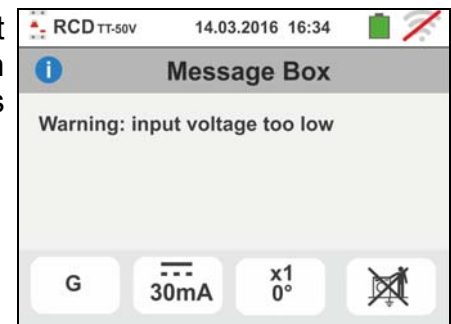 RCD TT-50V 14.03.2016 16:34
Message Box
Warning: input voltage too low
G 30mA x1 0°